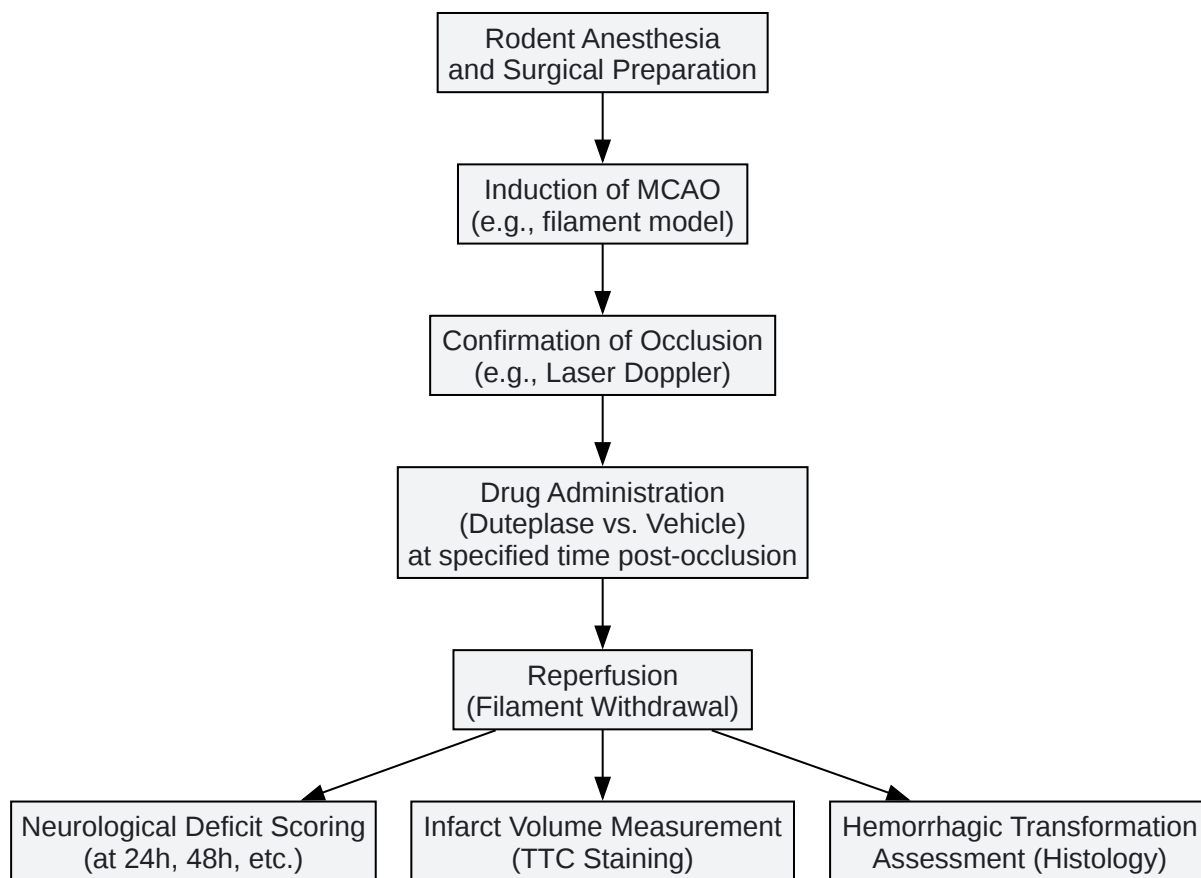 Rodent Anesthesia
and Surgical Preparation
Induction of MCAO
(e.g., filament model)
Confirmation of Occlusion
(e.g., Laser Doppler)
Drug Administration
(Duteplase vs. Vehicle)
at specified time post-occlusion
Reperfusion
(Filament Withdrawal)
Neurological Deficit Scoring
(at 24h, 48h, etc.)
Infarct Volume Measurement
(TTC Staining)
Hemorrhagic Transformation
Assessment (Histology)